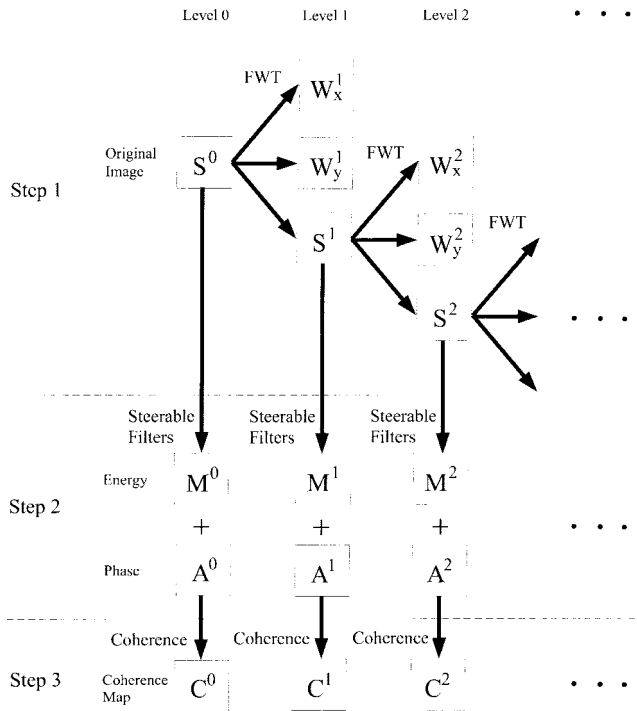 Level 0 Level 1 Level 2 . . .
FWT W_x^1
Original
Image
S^0 W_y^1 FWT W_x^2
Step 1
S^1 W_y^2 FWT
S^2 . . .
Steerable
Filters
Steerable
Filters
Steerable
Filters
Energy M^0 M^1 M^2
Step 2
+ + + . . .
Phase A^0 A^1 A^2
Coherence Coherence Coherence
Step 3
Coherence
Map
C^0 C^1 C^2 . . .